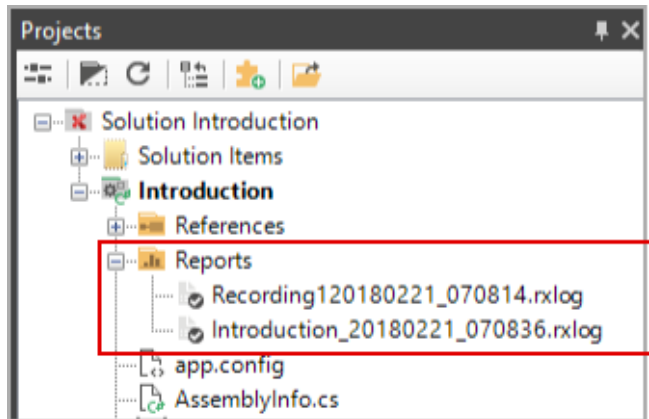 Projects
Solution Introduction
Solution Items
Introduction
References
Reports
Recording120180221_070814.rxlog
Introduction_20180221_070836.rxlog
app.config
AssemblyInfo.cs